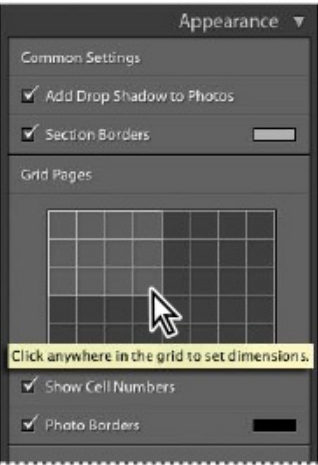 Appearance ▼
Common Settings
Add Drop Shadow to Photos
Section Borders
Grid Pages
Click anywhere in the grid to set dimensions.
Show Cell Numbers
Photo Borders